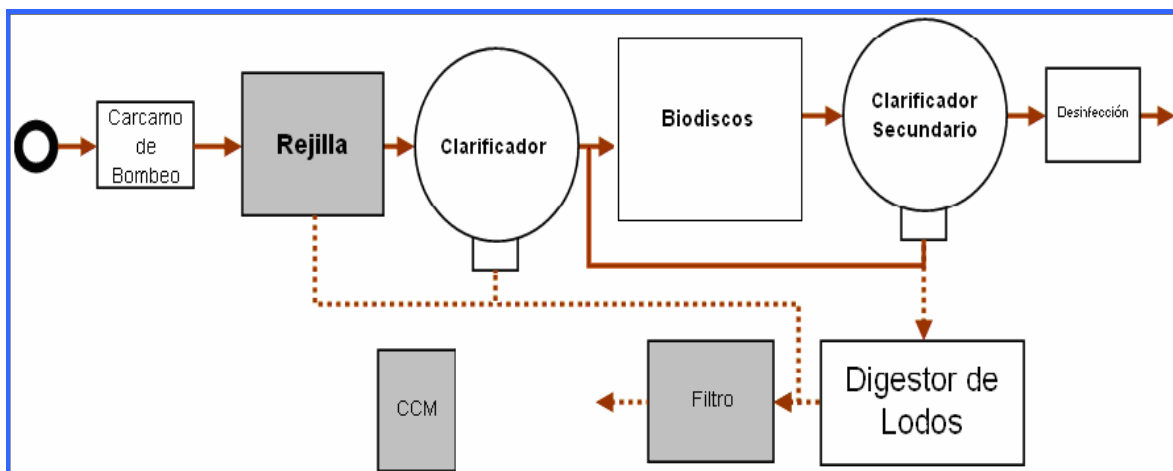 Carcamo
de
Bombeo
Rejilla
Clarificador
Biodiscos
Clarificador
Secundario
Desinfección
CCM
Filtro
Digestor de
Lodos